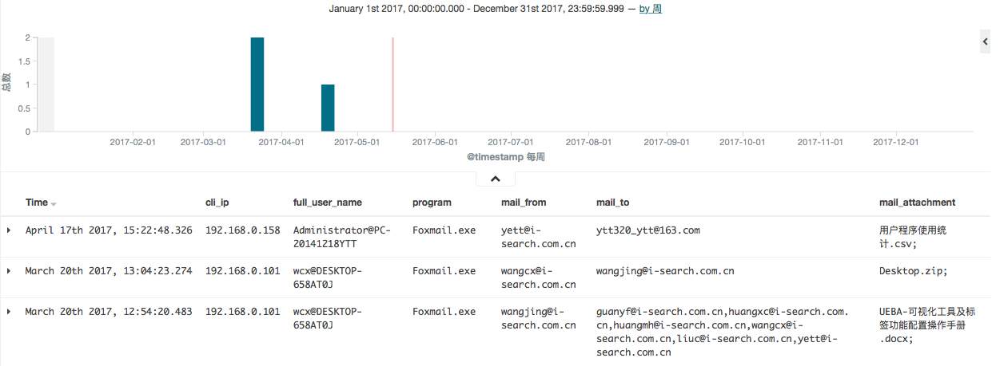 January 1st 2017, 00:00:00.000 - December 31st 2017, 23:59:59.999 — by 周
2
1.5
1
0.5
0
总数
2017-02-01 2017-03-01 2017-04-01 2017-05-01 2017-06-01 2017-07-01 2017-08-01 2017-09-01 2017-10-01 2017-11-01 2017-12-01
@timestamp 每周
Time cli_ip full_user_name program mail_from mail_to mail_attachment
April 17th 2017, 15:22:48.326 192.168.0.158 Administrator@PC- Foxmail.exe yett@i- ytt320_ytt@163.com 用户程序使用统
20141218YTT search.com.cn 计.csv;
March 20th 2017, 13:04:23.274 192.168.0.101 wcx@DESKTOP- Foxmail.exe wangcx@i- wangjing@i-search.com.cn Desktop.zip;
658AT0J search.com.cn
March 20th 2017, 12:54:20.483 192.168.0.101 wcx@DESKTOP- Foxmail.exe wangjing@i- guanyf@i-search.com.cn,huangxc@i-search.com. UEBA-可视化工具及标
658AT0J search.com.cn cn,huangmh@i-search.com.cn,wangcx@i- 签功能配置操作手册
search.com.cn,liuc@i-search.com.cn,yett@i- .docx;
search.com.cn